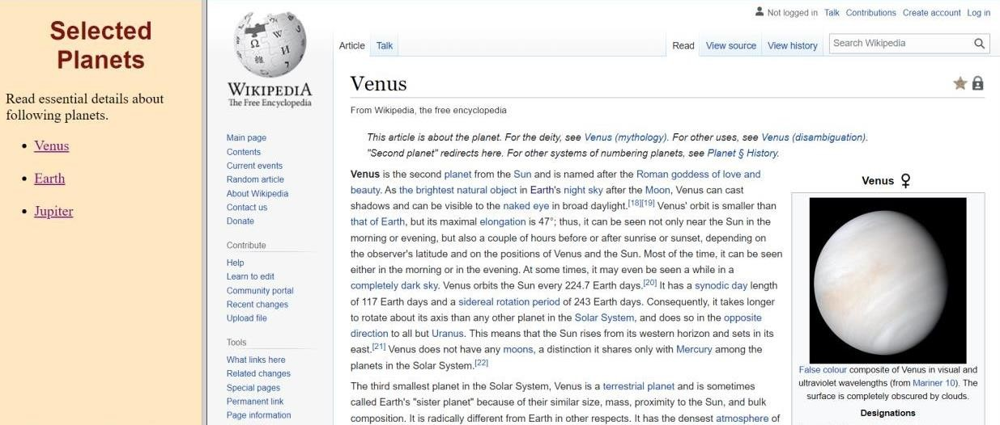 Selected
Planets
Read essential details about
following planets.
• Venus
• Earth
• Jupiter
WIKIPEDIA
The Free Encyclopedia
Main page
Contents
Current events
Random article
About Wikipedia
Contact us
Donate
Contribute
Help
Learn to edit
Community portal
Recent changes
Upload file
Tools
What links here
Related changes
Special pages
Permanent link
Page information
Not logged in Talk Contributions Create account Log in
Article Talk Read View source View history Search Wikipedia
Venus
From Wikipedia, the free encyclopedia
This article is about the planet. For the deity, see Venus (mythology). For other uses, see Venus (disambiguation).
"Second planet" redirects here. For other systems of numbering planets, see Planet § History.
Venus is the second planet from the Sun and is named after the Roman goddess of love and
beauty. As the brightest natural object in Earth's night sky after the Moon, Venus can cast
shadows and can be visible to the naked eye in broad daylight.[18][19] Venus' orbit is smaller than
that of Earth, but its maximal elongation is 47°; thus, it can be seen not only near the Sun in the
morning or evening, but also a couple of hours before or after sunrise or sunset, depending on
the observer's latitude and on the positions of Venus and the Sun. Most of the time, it can be seen
either in the morning or in the evening. At some times, it may even be seen a while in a
completely dark sky. Venus orbits the Sun every 224.7 Earth days.[20] It has a synodic day length
of 117 Earth days and a sidereal rotation period of 243 Earth days. Consequently, it takes longer
to rotate about its axis than any other planet in the Solar System, and does so in the opposite
direction to all but Uranus. This means that the Sun rises from its western horizon and sets in its
east.[21] Venus does not have any moons, a distinction it shares only with Mercury among the
planets in the Solar System.[22]
The third smallest planet in the Solar System, Venus is a terrestrial planet and is sometimes
called Earth's "sister planet" because of their similar size, mass, proximity to the Sun, and bulk
composition. It is radically different from Earth in other respects. It has the densest atmosphere of
Venus ♀
False colour composite of Venus in visual and
ultraviolet wavelengths (from Mariner 10). The
surface is completely obscured by clouds.
Designations